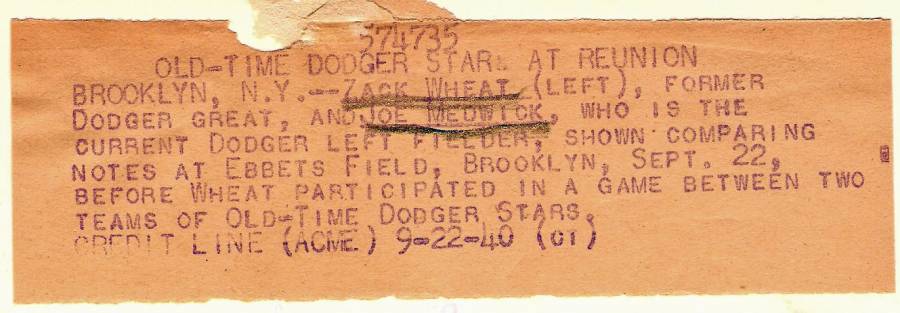 574735
OLD-TIME DODGER STARS AT REUNION
BROOKLYN, N.Y.--ZACK WHEAT (LEFT), FORMER
DODGER GREAT, AND JOE MEDWICK, WHO IS THE
CURRENT DODGER LEFT FIELDER, SHOWN COMPARING
NOTES AT EBBETS FIELD, BROOKLYN, SEPT. 22,
BEFORE WHEAT PARTICIPATED IN A GAME BETWEEN TWO
TEAMS OF OLD-TIME DODGER STARS.
CREDIT LINE (ACME) 9-22-40 (CT)